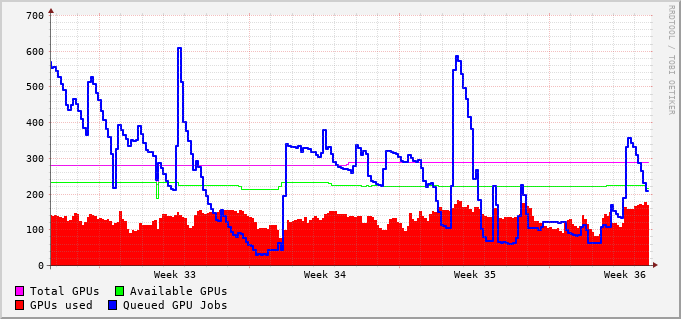 700
600
500
400
300
200
100
0
Week 33 Week 34 Week 35 Week 36
Total GPUs Available GPUs
GPUs used Queued GPU Jobs
RRDTOOL / TOBI OETIKER